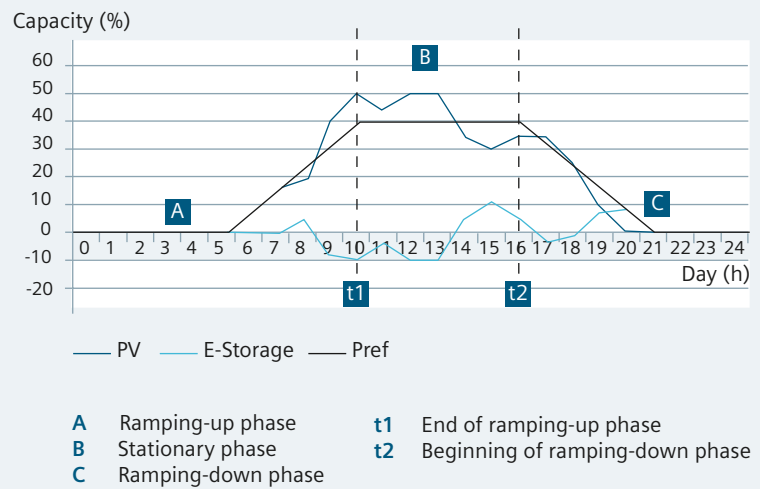 Capacity (%)
60
50
40
30
20
10
0
-10
-20
B
A
C
0 1 2 3 4 5 6 7 8 9 10 11 12 13 14 15 16 17 18 19 20 21 22 23 24
Day (h)
t1 t2
PV E-Storage Pref
A Ramping-up phase
B Stationary phase
C Ramping-down phase
t1 End of ramping-up phase
t2 Beginning of ramping-down phase